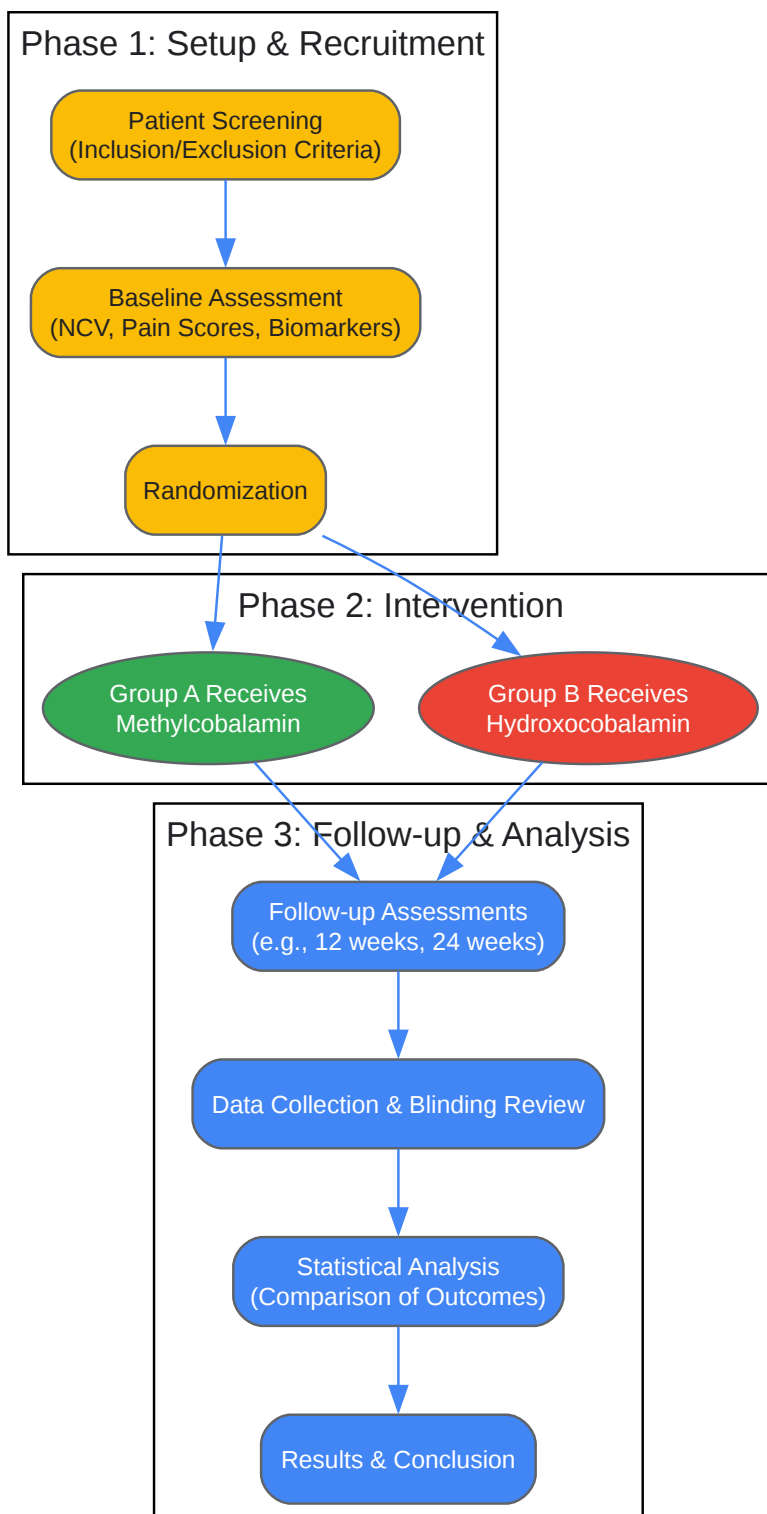 Phase 1: Setup & Recruitment
Patient Screening
(Inclusion/Exclusion Criteria)
Baseline Assessment
(NCV, Pain Scores, Biomarkers)
Randomization
Phase 2: Intervention
Group A Receives
Methylcobalamin
Group B Receives
Hydroxocobalamin
Phase 3: Follow-up & Analysis
Follow-up Assessments
(e.g., 12 weeks, 24 weeks)
Data Collection & Blinding Review
Statistical Analysis
(Comparison of Outcomes)
Results & Conclusion